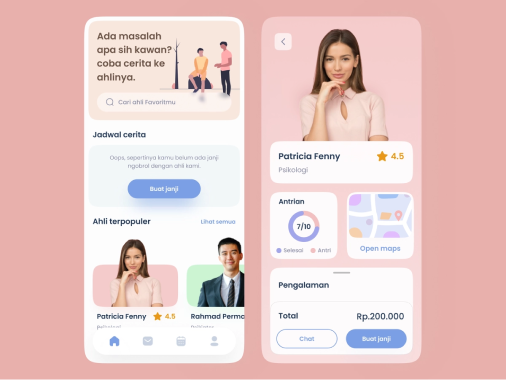 Ada masalah
apa sih kawan?
coba cerita ke
ahlinya.
Cari ahli Favoritmu
Jadwal cerita
Oops, sepertinya kamu belum ada janji
ngobrol dengan ahli kami.
Buat janji
Ahli terpopuler
Lihat semua
Patricia Fenny 4.5
Rahmad Perma
Patricia Fenny 4.5
Psikologi
Antrian
7/10
Selesai Antri
Open maps
Pengalaman
Total Rp.200.000
Chat Buat janji